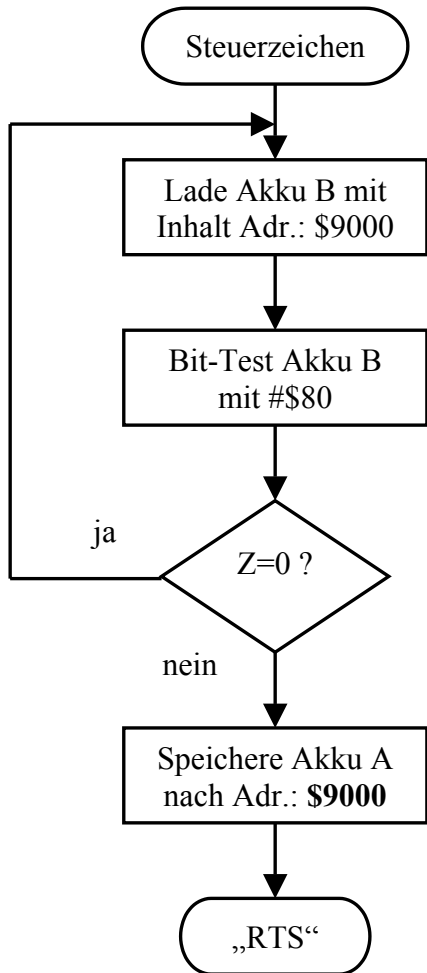 Steuerzeichen
Lade Akku B mit
Inhalt Adr.: $9000
Bit-Test Akku B
mit #$80
ja
Z=0 ?
nein
Speichere Akku A
nach Adr.: $9000
„RTS“